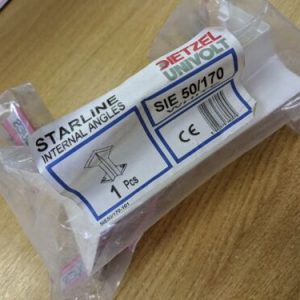 DIETZEL
UNIVOLT
STARLINE
INTERNAL ANGLES
SIE 50/170
CE
1 Pcs